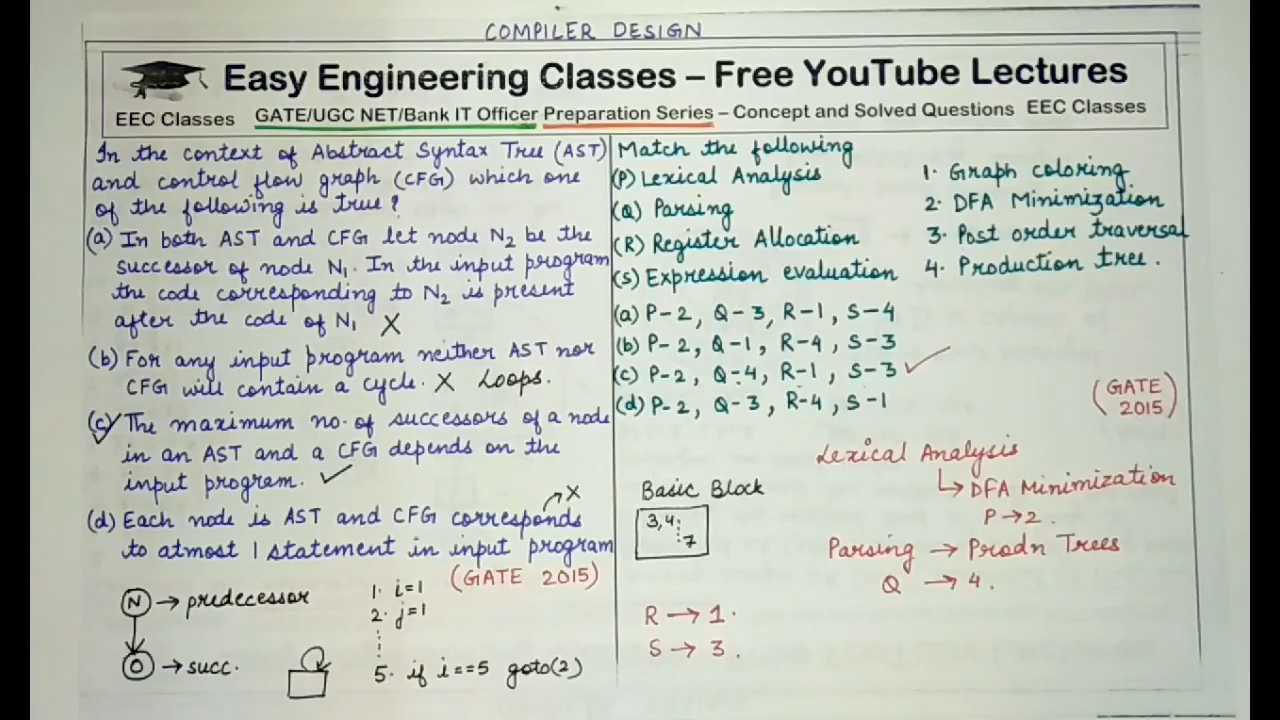 COMPILER DESIGN
Easy Engineering Classes – Free YouTube Lectures
EEC Classes GATE/UGC NET/Bank IT Officer Preparation Series – Concept and Solved Questions EEC Classes
In the context of Abstract Syntax Tree (AST)
and control flow graph (CFG) which one
of the following is true?
(a) In both AST and CFG let node N2 be the
successor of node N1. In the input program
the code corresponding to N2 is present
after the code of N1 X
(b) For any input program neither AST nor
CFG will contain a cycle. X Loops.
(c) The maximum no. of successors of a node
in an AST and a CFG depends on the
input program. ✓
X
(d) Each node is AST and CFG corresponds
to atmost 1 statement in input program
(GATE 2015)
N → predecessor
O → succ.
1. i=1
2. j=1
5. if i==5 goto(2)
Match the following
(P) Lexical Analysis 1. Graph coloring
(Q) Parsing 2. DFA Minimization
(R) Register Allocation 3. Post order traversal
(S) Expression evaluation 4. Production tree.
(a) P-2, Q-3, R-1, S-4
(b) P-2, Q-1, R-4, S-3
(c) P-2, Q-4, R-1, S-3 ✓
(d) P-2, Q-3, R-4, S-1
(GATE
2015)
Lexical Analysis
↳ DFA Minimization
P → 2.
Parsing → Prodn Trees
Q → 4.
Basic Block
3,4
7
R → 1.
S → 3.